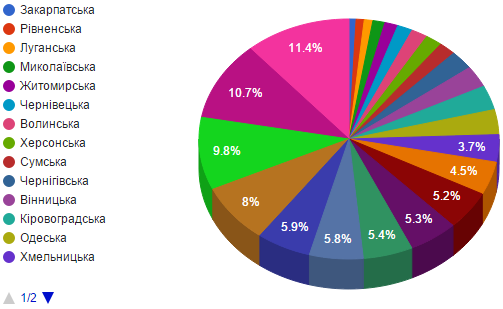 Закарпатська
Рівненська
Луганська
Миколаївська
Житомирська
Чернівецька
Волинська
Херсонська
Сумська
Чернігівська
Вінницька
Кіровоградська
Одеська
Хмельницька
1/2
11.4%
10.7%
9.8%
8%
5.9%
5.8%
5.4%
5.3%
5.2%
4.5%
3.7%